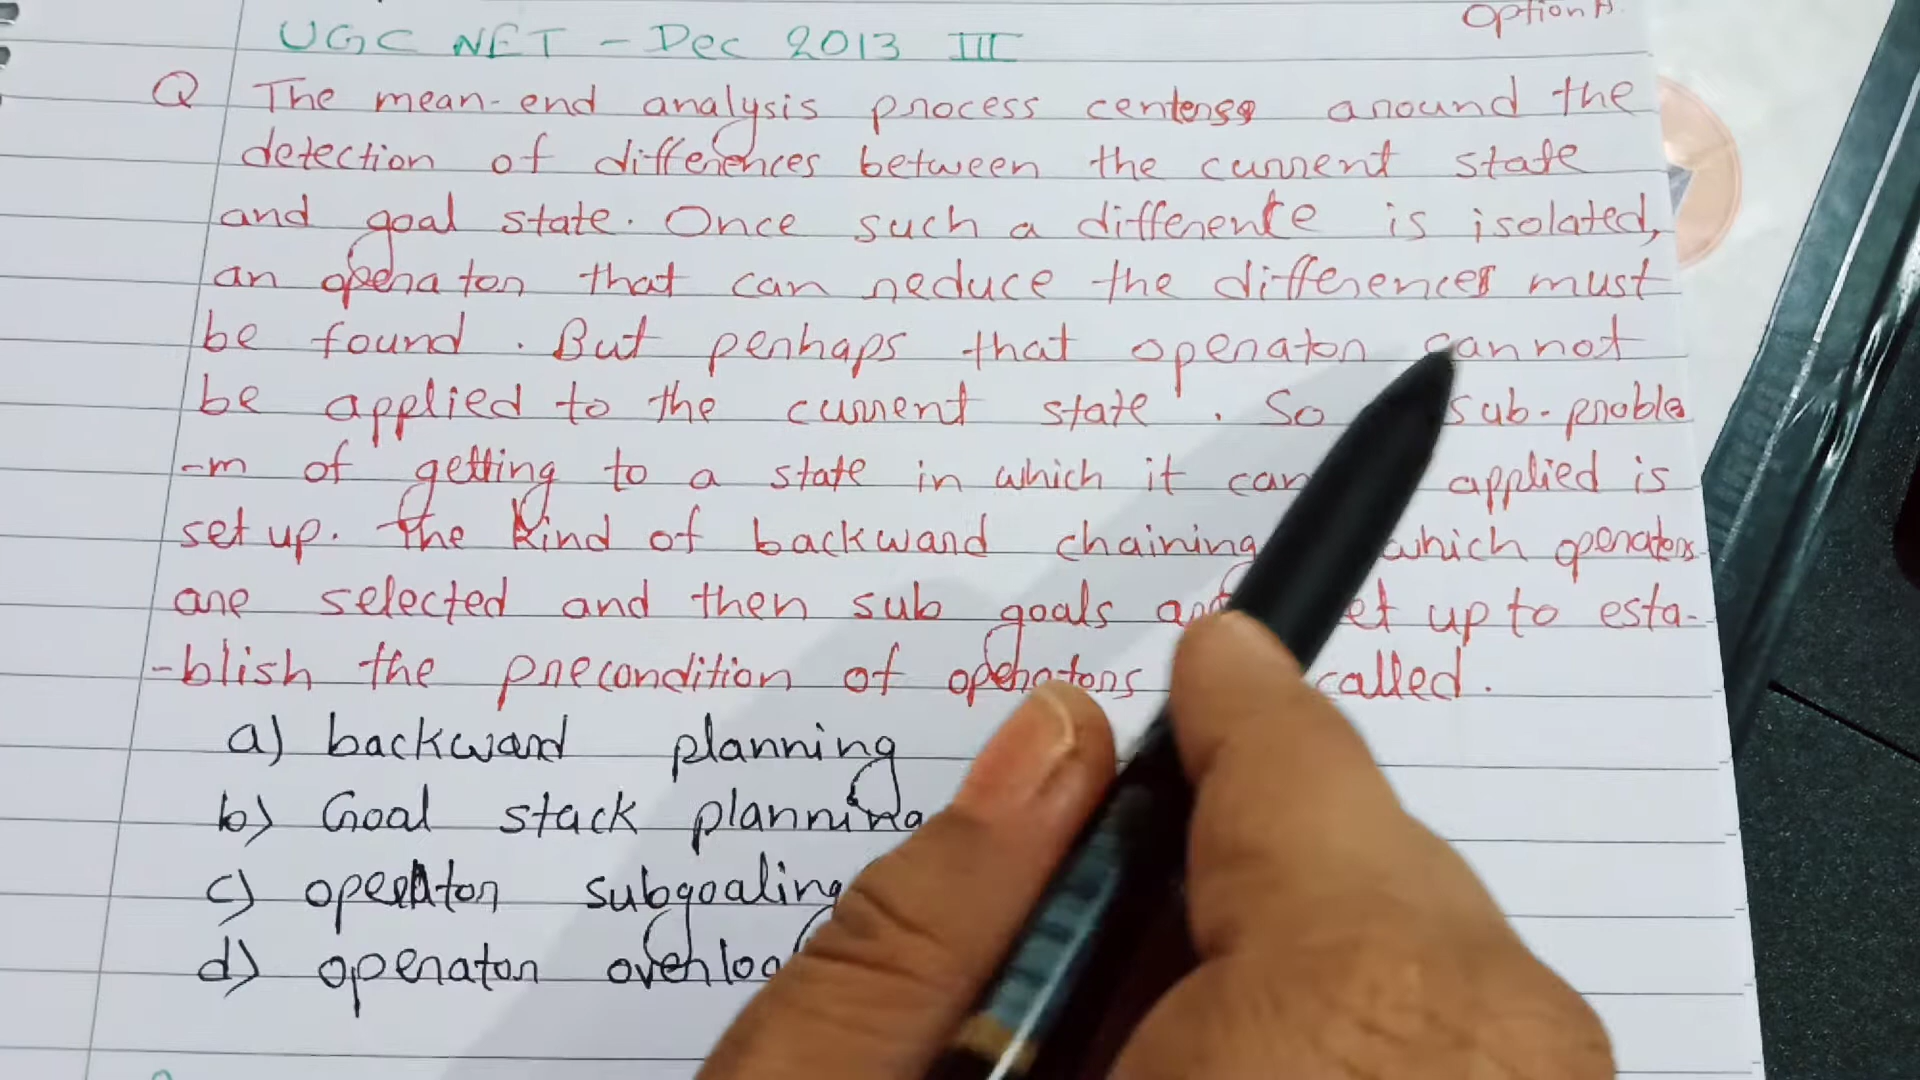 Option A
UGC NET - Dec 2013 III
Q The mean-end analysis process centers around the
detection of differences between the current state
and goal state. Once such a difference is isolated,
an operator that can reduce the differences must
be found. But perhaps that operator cannot
be applied to the current state. So sub-proble
-m of getting to a state in which it can applied is
set up. The kind of backward chaining which operators
are selected and then sub goals are set up to esta-
-blish the precondition of operators called.
a) backward planning
b) Goal stack planning
c) operator subgoaling
d) operator overloa